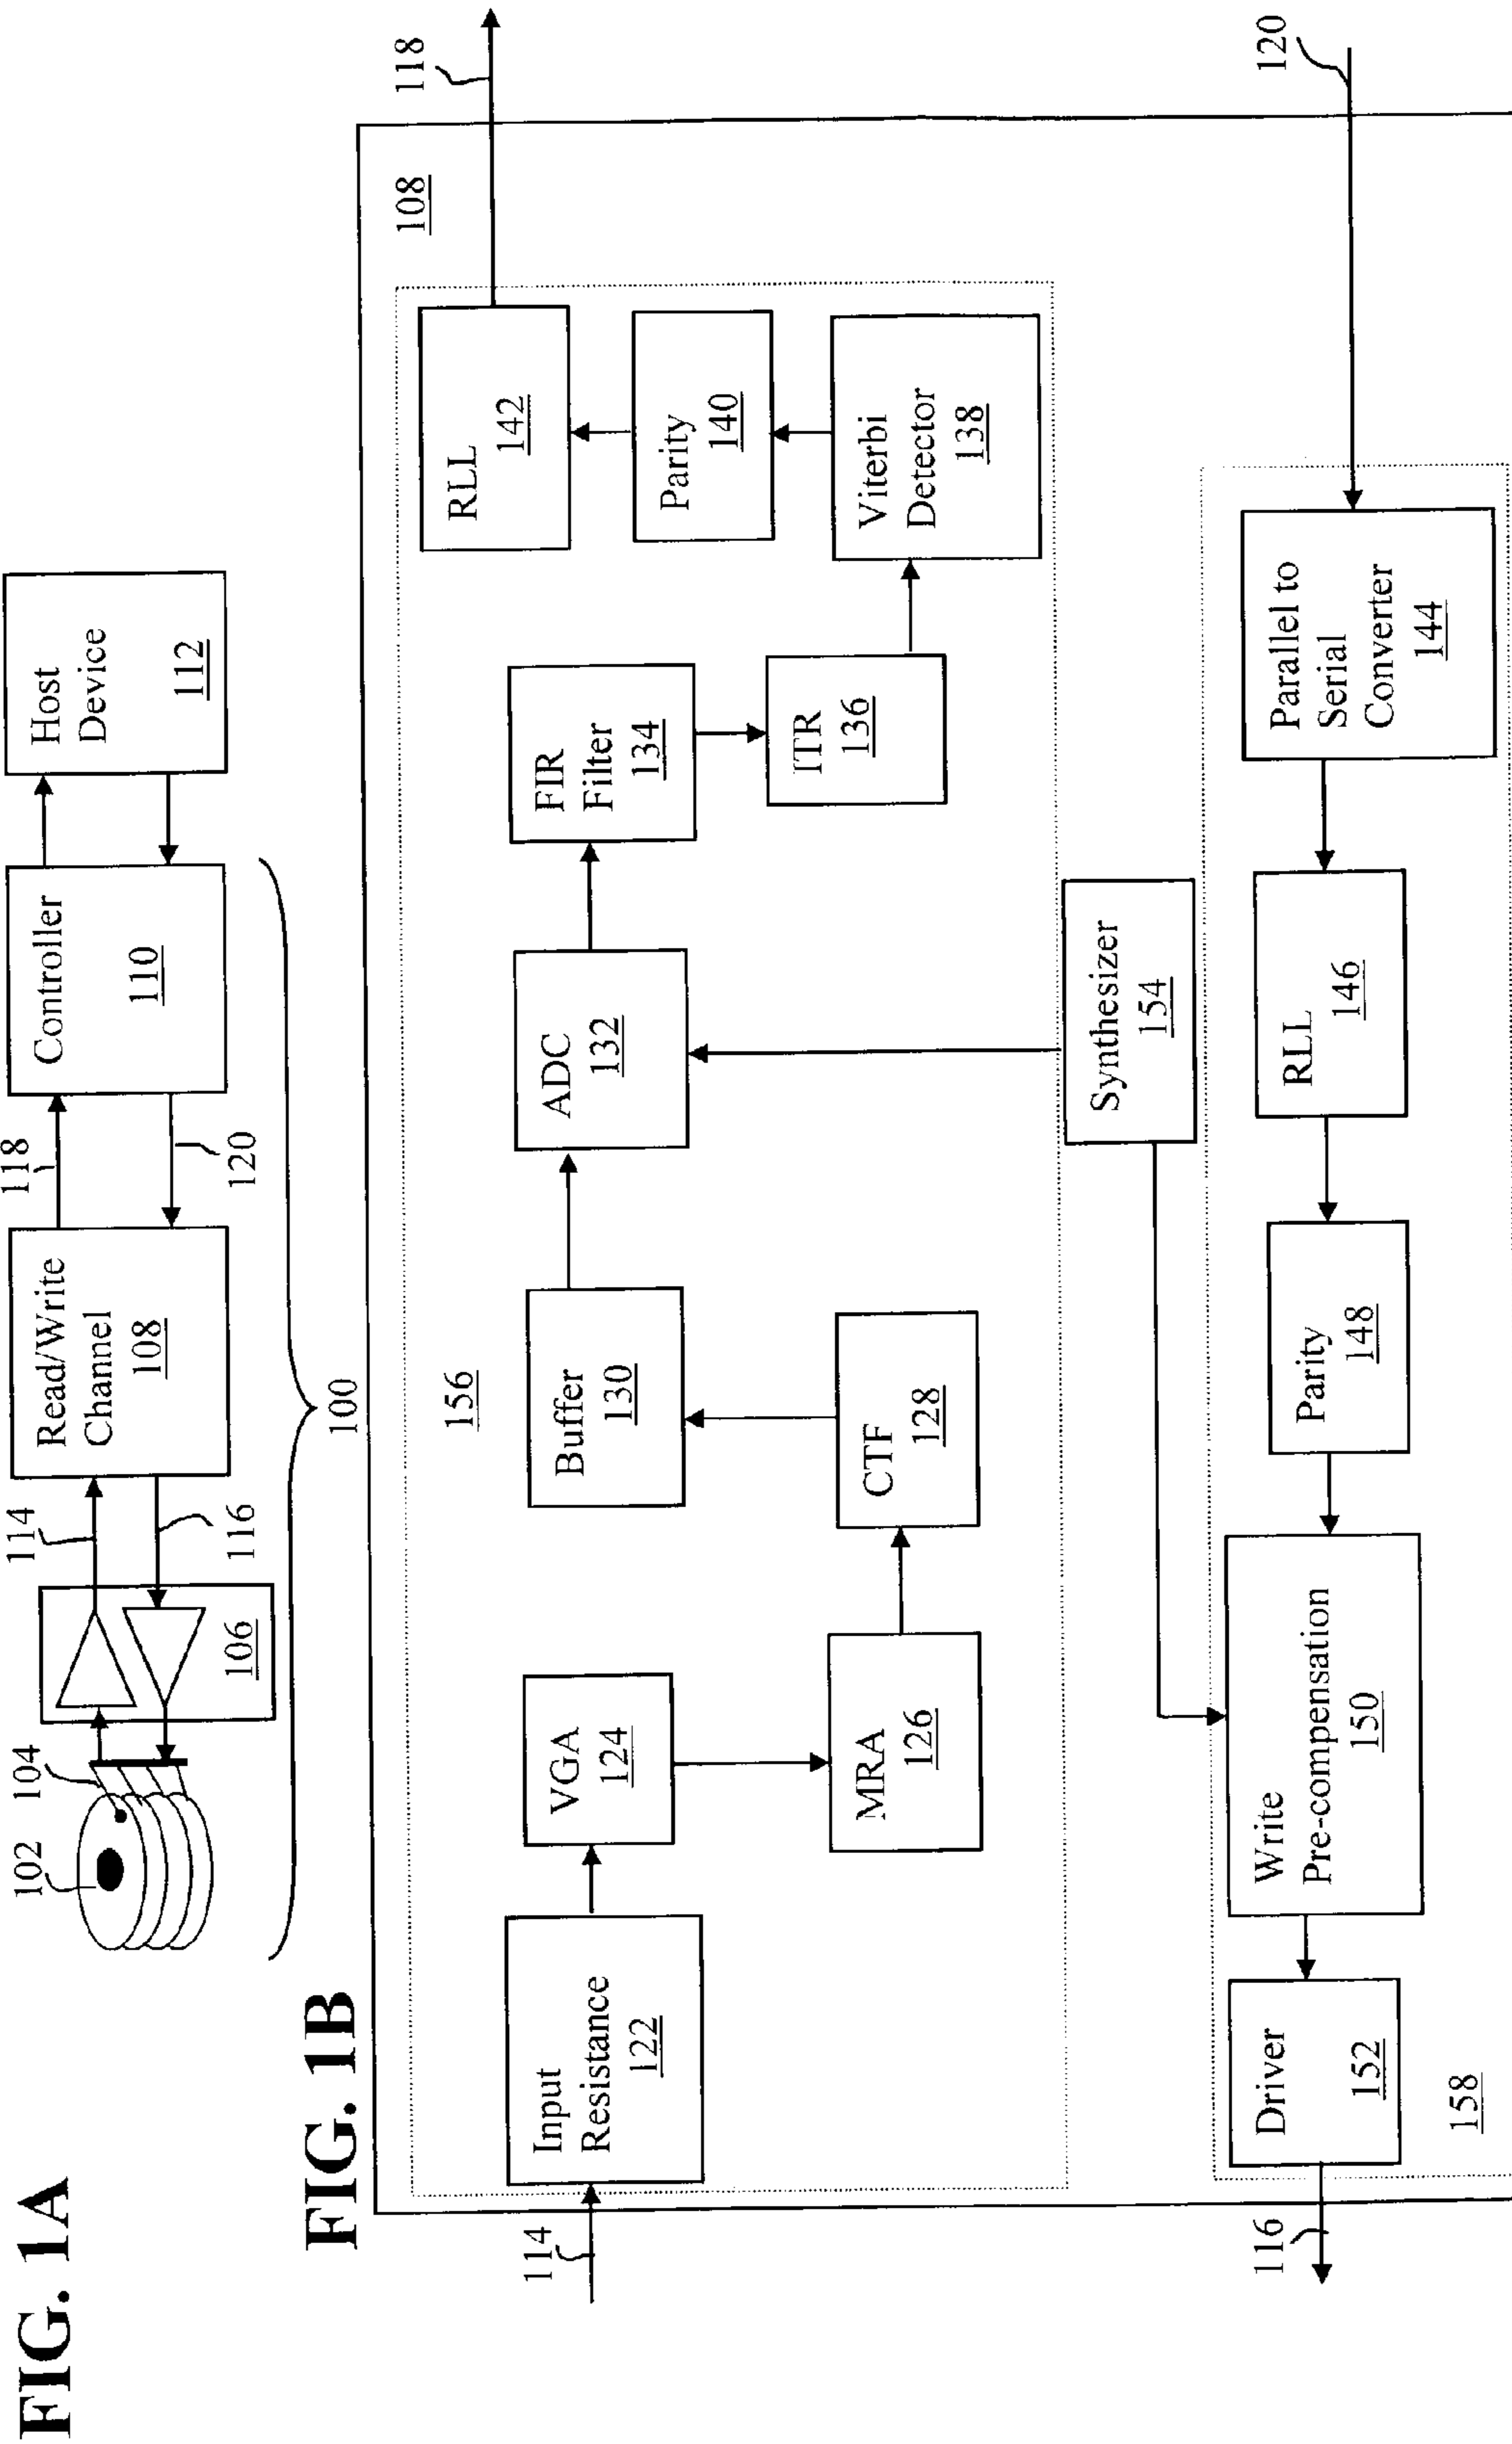 FIG. 1A
102
104
106
114
116
Read/Write
Channel
108
118
120
Controller
110
Host
Device
112
100
FIG. 1B
108
114
156
Input
Resistance
122
VGA
124
MRA
126
CTF
128
Buffer
130
ADC
132
FIR
Filter
134
ITR
136
Viterbi
Detector
138
Parity
140
RLL
142
118
Synthesizer
154
120
Parallel to
Serial
Converter
144
RLL
146
Parity
148
Write
Pre-compensation
150
Driver
152
158
116